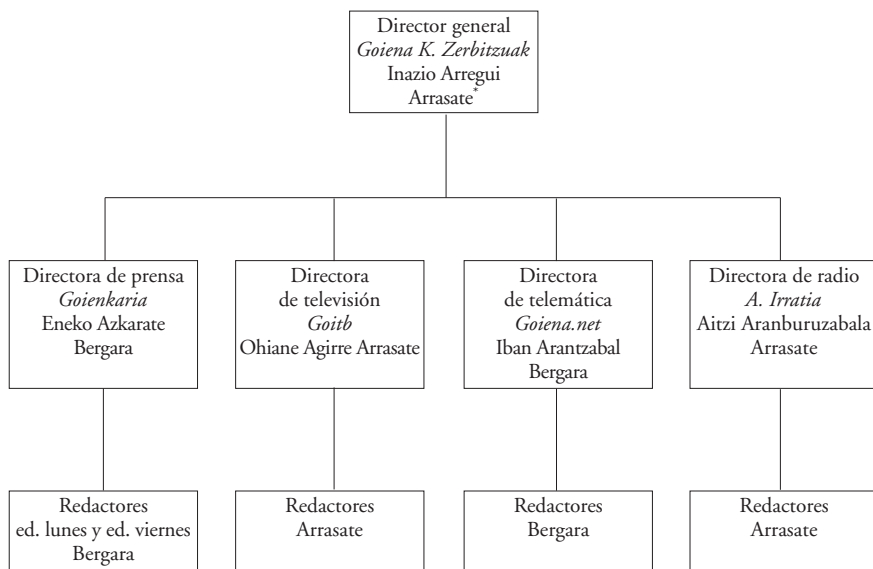 Director general
Goiena K. Zerbitzuak
Inazio Arregui
Arrasate*
Directora de prensa
Goienkaria
Eneko Azkarate
Bergara
Directora
de televisión
Goitb
Ohiane Agirre Arrasate
Directora
de telemática
Goiena.net
Iban Arantzabal
Bergara
Directora de radio
A. Irratia
Aitzi Aranburuzabala
Arrasate
Redactores
ed. lunes y ed. viernes
Bergara
Redactores
Arrasate
Redactores
Bergara
Redactores
Arrasate